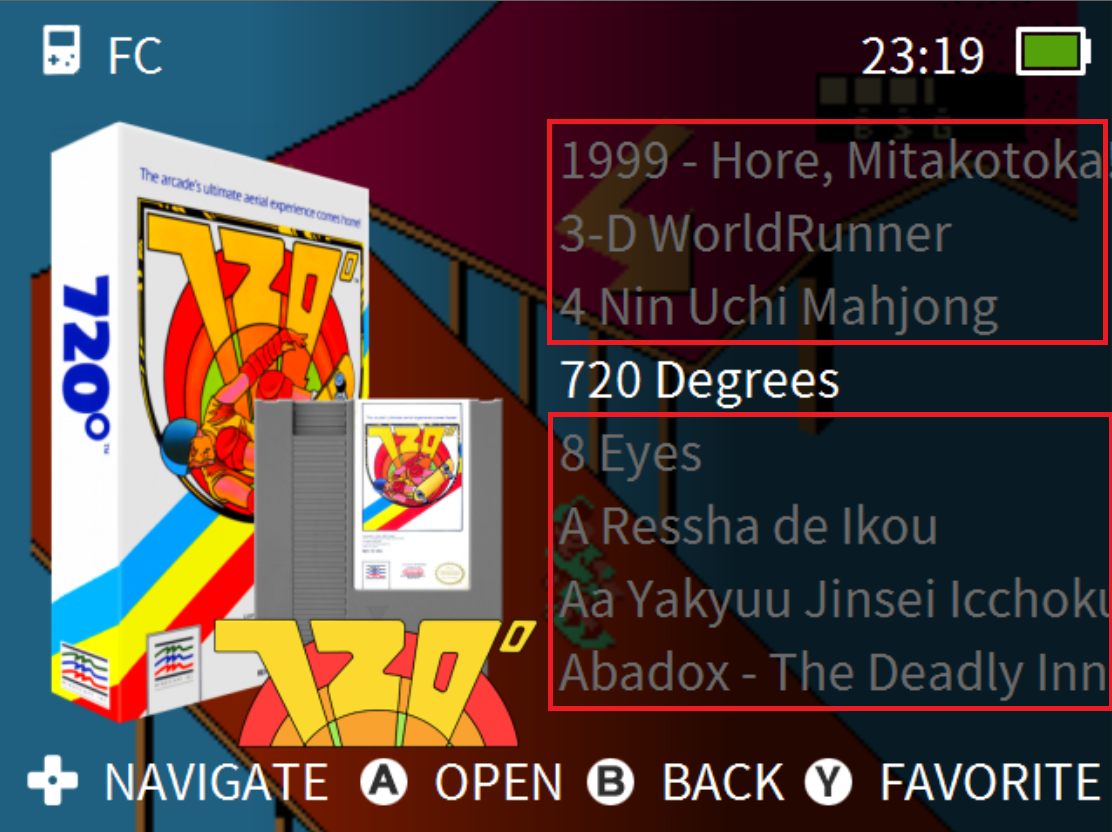 FC
23:19
B S G
The arcade's ultimate aerial experience comes home!
720°
720°
1999 - Hore, Mitakotoka!
3-D WorldRunner
4 Nin Uchi Mahjong
720 Degrees
8 Eyes
A Ressha de Ikou
Aa Yakyuu Jinsei Icchoku
Abadox - The Deadly Inn
720°
720°
NAVIGATE A OPEN B BACK Y FAVORITE